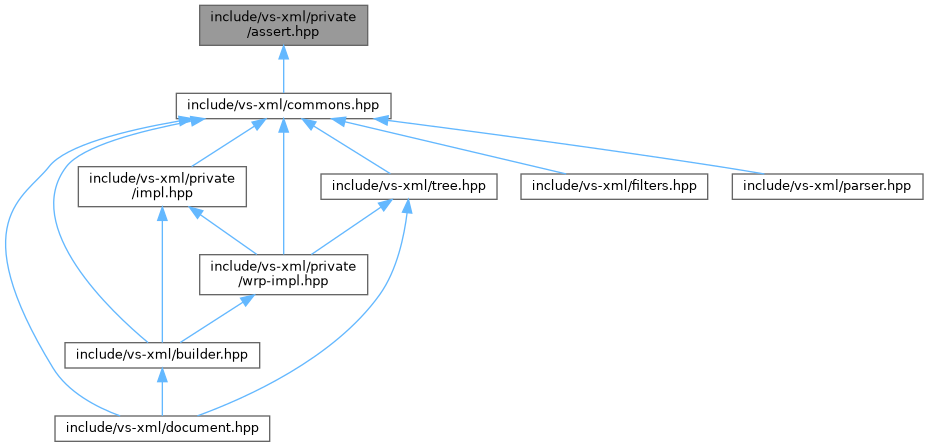 include/vs-xml/private
/assert.hpp
include/vs-xml/commons.hpp
include/vs-xml/private
/impl.hpp
include/vs-xml/tree.hpp
include/vs-xml/filters.hpp
include/vs-xml/parser.hpp
include/vs-xml/private
/wrp-impl.hpp
include/vs-xml/builder.hpp
include/vs-xml/document.hpp